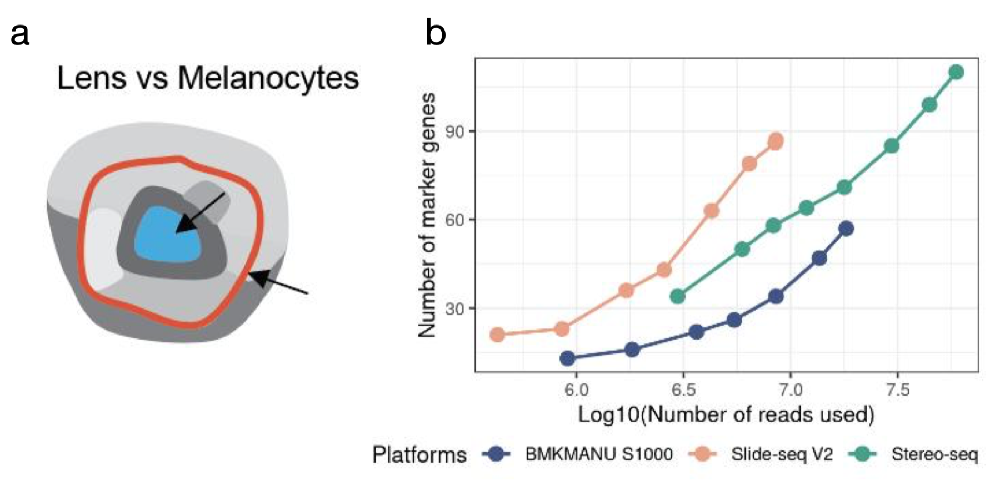 a
b
Lens vs Melanocytes
Number of marker genes
90
60
30
6.0 6.5 7.0 7.5
Log10(Number of reads used)
Platforms BMKMANU S1000 Slide-seq V2 Stereo-seq